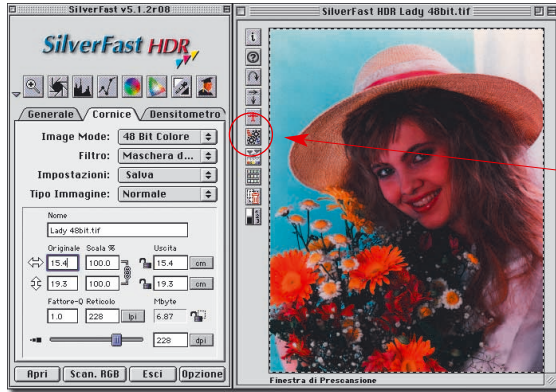 SilverFast v5.1.2r08
SilverFast HDR
Generale
Cornice
Densitometro
Image Mode: 48 Bit Colore
Filtro: Maschera d...
Impostazioni: Salva
Tipo Immagine: Normale
Nome
Lady 48bit.tif
Originale Scala % Uscita
15.4 100.0 15.4 cm
19.3 100.0 19.3 cm
Fattore-Q Reticolo Mbyte
1.0 228 lpi 6.87
228 dpi
Apri Scan. RGB Esci Opzione
SilverFast HDR Lady 48bit.tif
Finestra di Prescansione